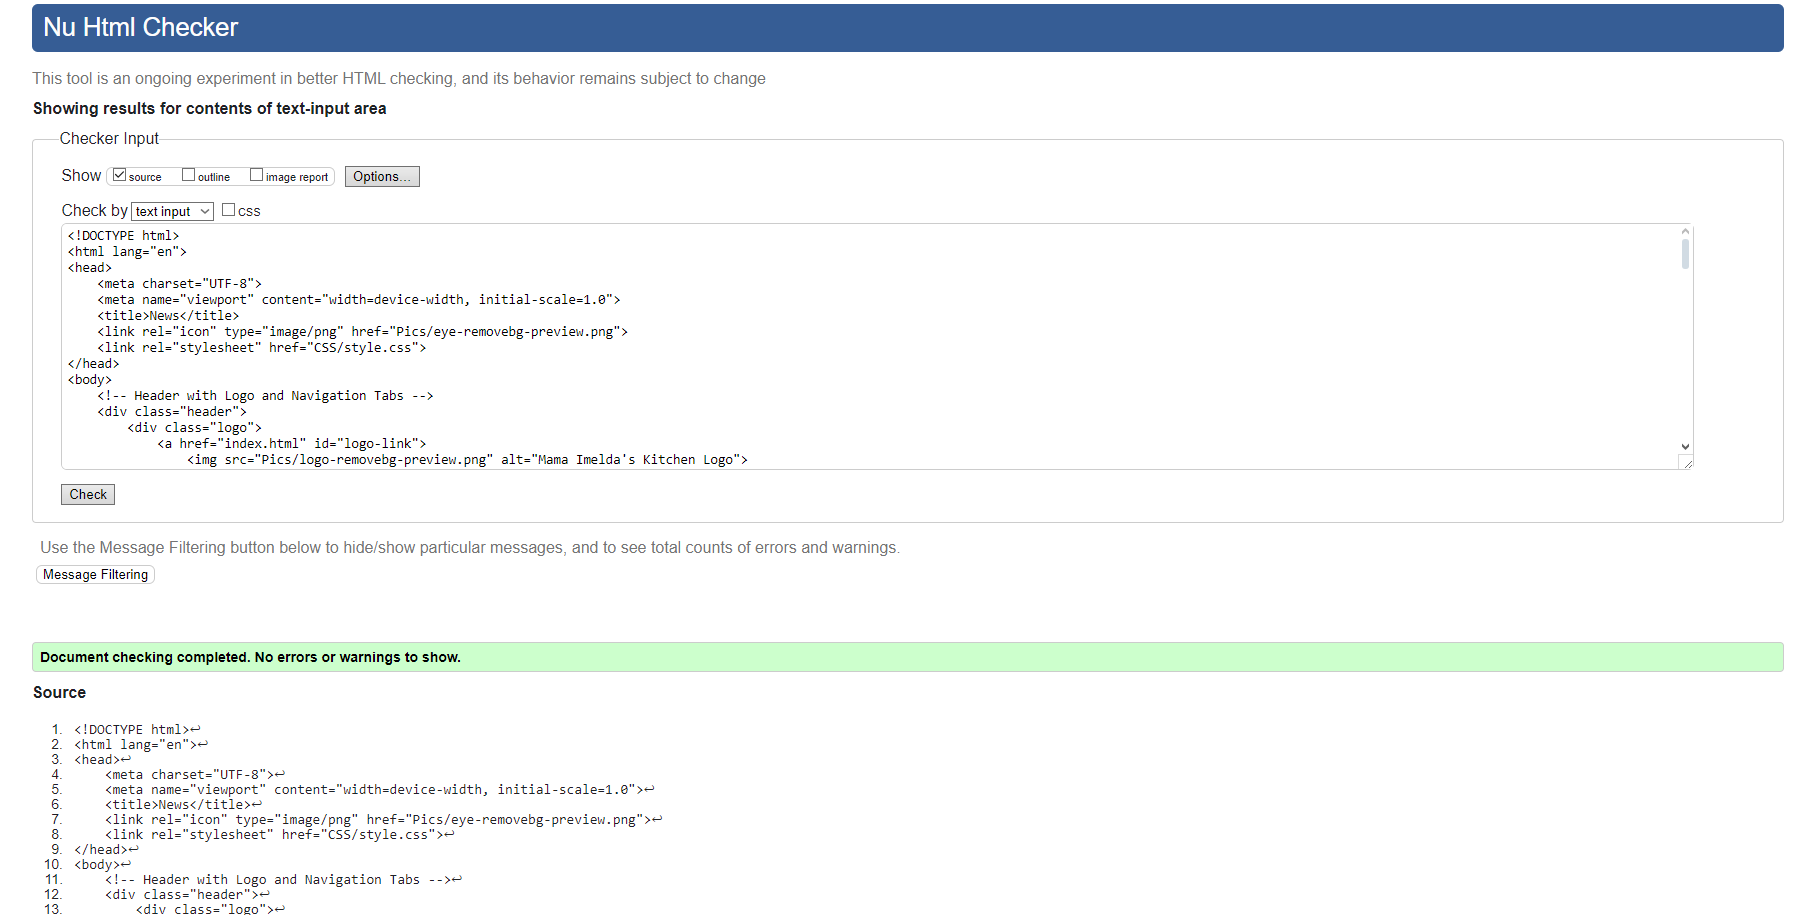 Nu Html Checker
This tool is an ongoing experiment in better HTML checking, and its behavior remains subject to change
Showing results for contents of text-input area
Checker Input
Show source outline image report Options...
Check by text input css
<!DOCTYPE html>
<html lang="en">
<head>
    <meta charset="UTF-8">
    <meta name="viewport" content="width=device-width, initial-scale=1.0">
    <title>News</title>
    <link rel="icon" type="image/png" href="Pics/eye-removebg-preview.png">
    <link rel="stylesheet" href="CSS/style.css">
</head>
<body>
    <!-- Header with Logo and Navigation Tabs -->
    <div class="header">
        <div class="logo">
            <a href="index.html" id="logo-link">
                <img src="Pics/logo-removebg-preview.png" alt="Mama Imelda's Kitchen Logo">
Check
Use the Message Filtering button below to hide/show particular messages, and to see total counts of errors and warnings.
Message Filtering
Document checking completed. No errors or warnings to show.
Source
1. <!DOCTYPE html>↩
2. <html lang="en">↩
3. <head>↩
4.     <meta charset="UTF-8">↩
5.     <meta name="viewport" content="width=device-width, initial-scale=1.0">↩
6.     <title>News</title>↩
7.     <link rel="icon" type="image/png" href="Pics/eye-removebg-preview.png">↩
8.     <link rel="stylesheet" href="CSS/style.css">↩
9. </head>↩
10. <body>↩
11.     <!-- Header with Logo and Navigation Tabs -->↩
12.     <div class="header">↩
13.         <div class="logo">↩